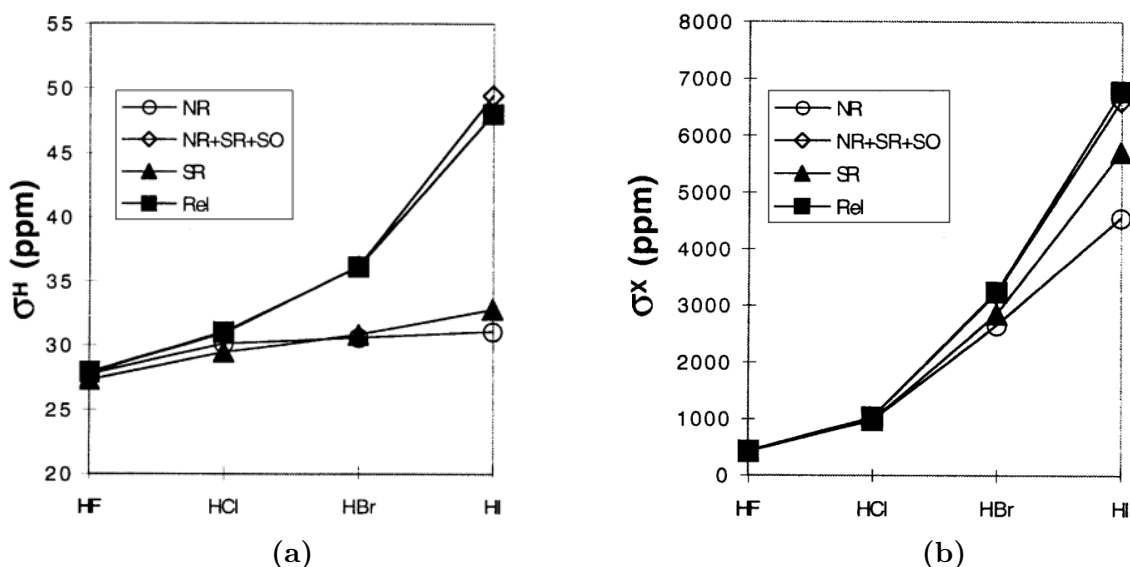 55
50
45
40
35
30
25
20
σᴴ (ppm)
NR
NR+SR+SO
SR
Rel
HF
HCl
HBr
HI
(a)
8000
7000
6000
5000
4000
3000
2000
1000
0
σˣ (ppm)
NR
NR+SR+SO
SR
Rel
HF
HCl
HBr
HI
(b)